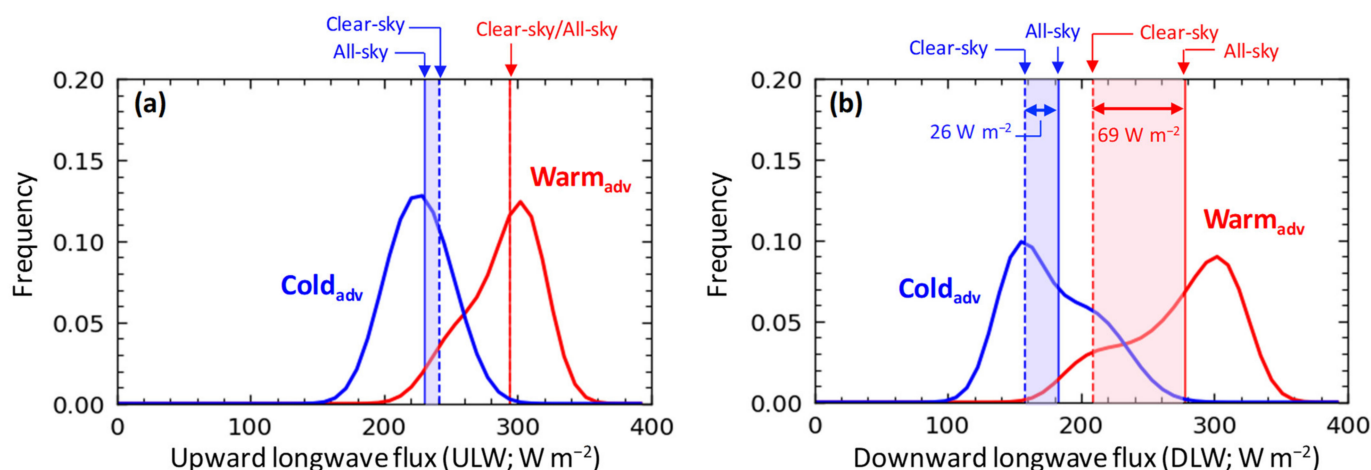 Clear-sky
All-sky
Clear-sky/All-sky
(a)
Cold_adv
Warm_adv
Frequency
0.20
0.15
0.10
0.05
0.00
0 100 200 300 400
Upward longwave flux (ULW; W m⁻²)
Clear-sky
All-sky
Clear-sky
All-sky
(b)
26 W m⁻²
69 W m⁻²
Cold_adv
Warm_adv
Frequency
0.20
0.15
0.10
0.05
0.00
0 100 200 300 400
Downward longwave flux (DLW; W m⁻²)